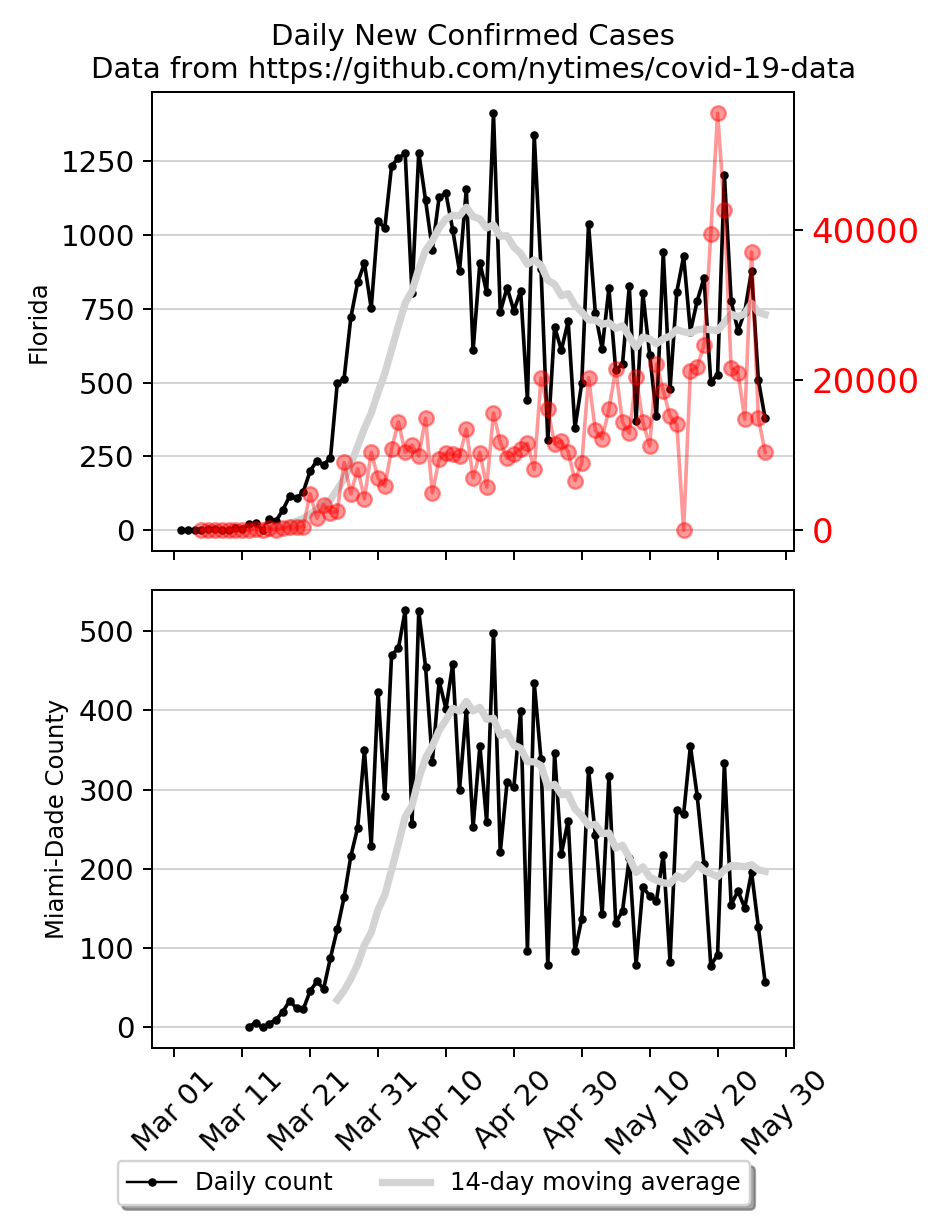 Daily New Confirmed Cases
Data from https://github.com/nytimes/covid-19-data
Florida
1250
1000
750
500
250
0
40000
20000
0
Miami-Dade County
500
400
300
200
100
0
Mar 01
Mar 11
Mar 21
Mar 31
Apr 10
Apr 20
Apr 30
May 10
May 20
May 30
Daily count
14-day moving average